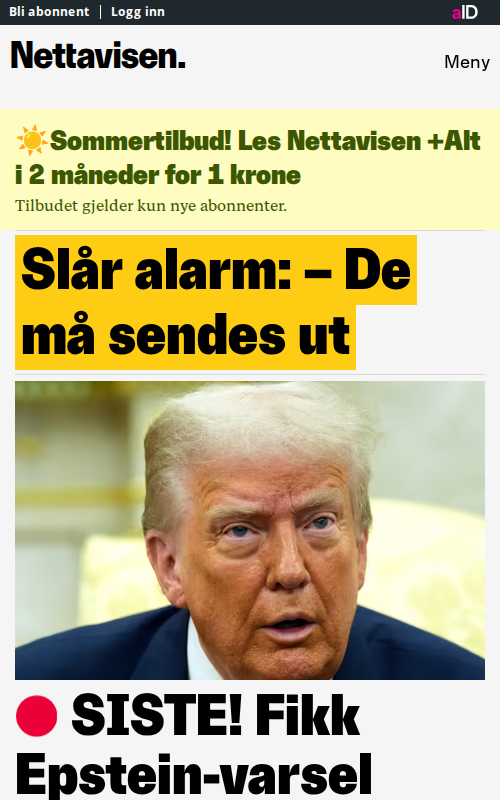 Bli abonnent | Logg inn
aID
Nettavisen.
Meny
☀️Sommertilbud! Les Nettavisen +Alt
i 2 måneder for 1 krone
Tilbudet gjelder kun nye abonnenter.
Slår alarm: – De
må sendes ut
🔴 SISTE! Fikk
Epstein-varsel